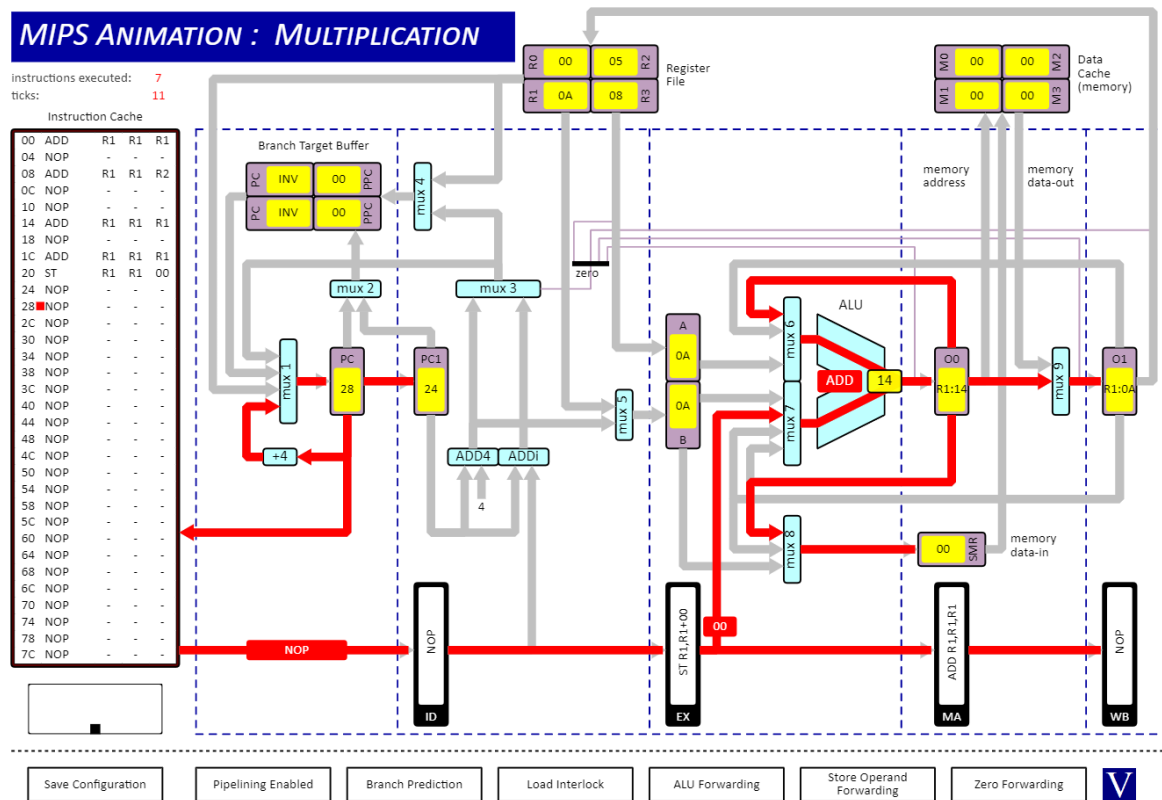 MIPS ANIMATION : MULTIPLICATION
instructions executed: 7
ticks: 11
Instruction Cache
00 ADD R1 R1 R1
04 NOP - - -
08 ADD R1 R1 R2
0C NOP - - -
10 NOP - - -
14 ADD R1 R1 R1
18 NOP - - -
1C ADD R1 R1 R1
20 ST R1 R1 00
24 NOP - - -
28 NOP - - -
2C NOP - - -
30 NOP - - -
34 NOP - - -
38 NOP - - -
3C NOP - - -
40 NOP - - -
44 NOP - - -
48 NOP - - -
4C NOP - - -
50 NOP - - -
54 NOP - - -
58 NOP - - -
5C NOP - - -
60 NOP - - -
64 NOP - - -
68 NOP - - -
6C NOP - - -
70 NOP - - -
74 NOP - - -
78 NOP - - -
7C NOP - - -
R0 00 05 R2
R1 0A 08 R3
Register
File
M0 00 00 M2
M1 00 00 M3
Data
Cache
(memory)
Branch Target Buffer
PC INV 00 PPC
PC INV 00 PPC
mux 4
memory
address
memory
data-out
zero
mux 2
mux 3
mux 1
PC
28
PC1
24
+4
ADD4
ADDi
4
mux 5
A
0A
0A
B
mux 6
mux 7
ALU
ADD
14
O0
R1:14
mux 9
O1
R1:0A
mux 8
00 SMR
memory
data-in
NOP
NOP
ID
ST R1,R1+00
EX
00
ADD R1,R1,R1
MA
NOP
WB
Save Configuration
Pipelining Enabled
Branch Prediction
Load Interlock
ALU Forwarding
Store Operand
Forwarding
Zero Forwarding
V